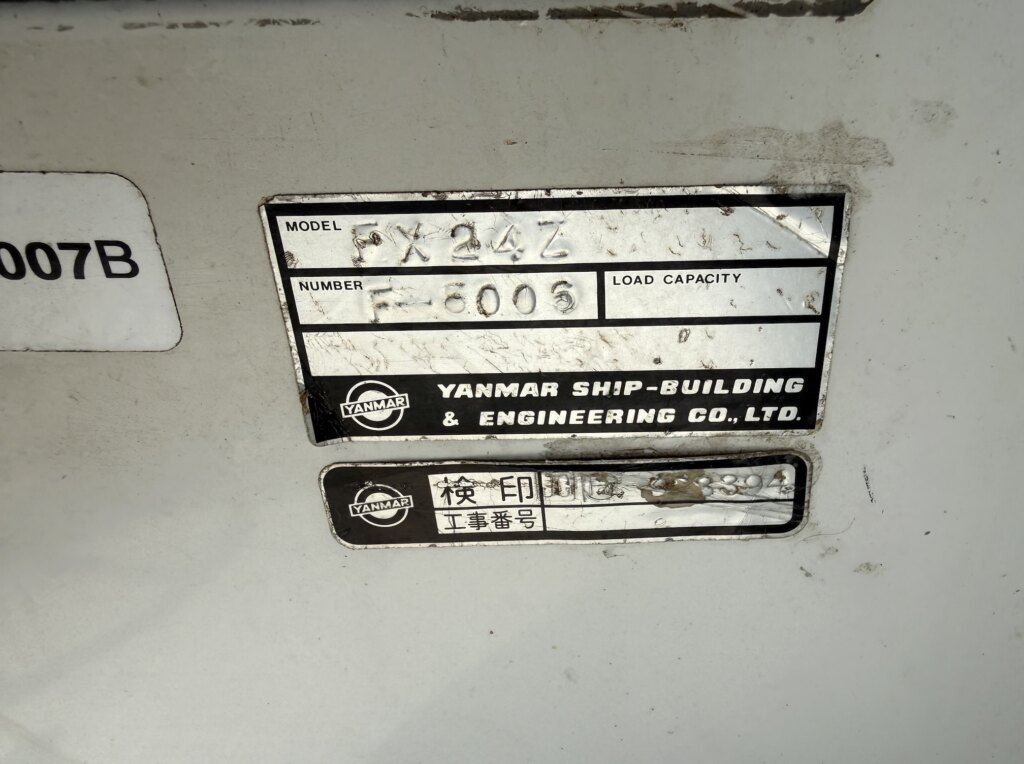 007B
MODEL FX24Z
NUMBER F-6006
LOAD CAPACITY
YANMAR
YANMAR SHIP-BUILDING
& ENGINEERING CO., LTD.
YANMAR
検印
工事番号